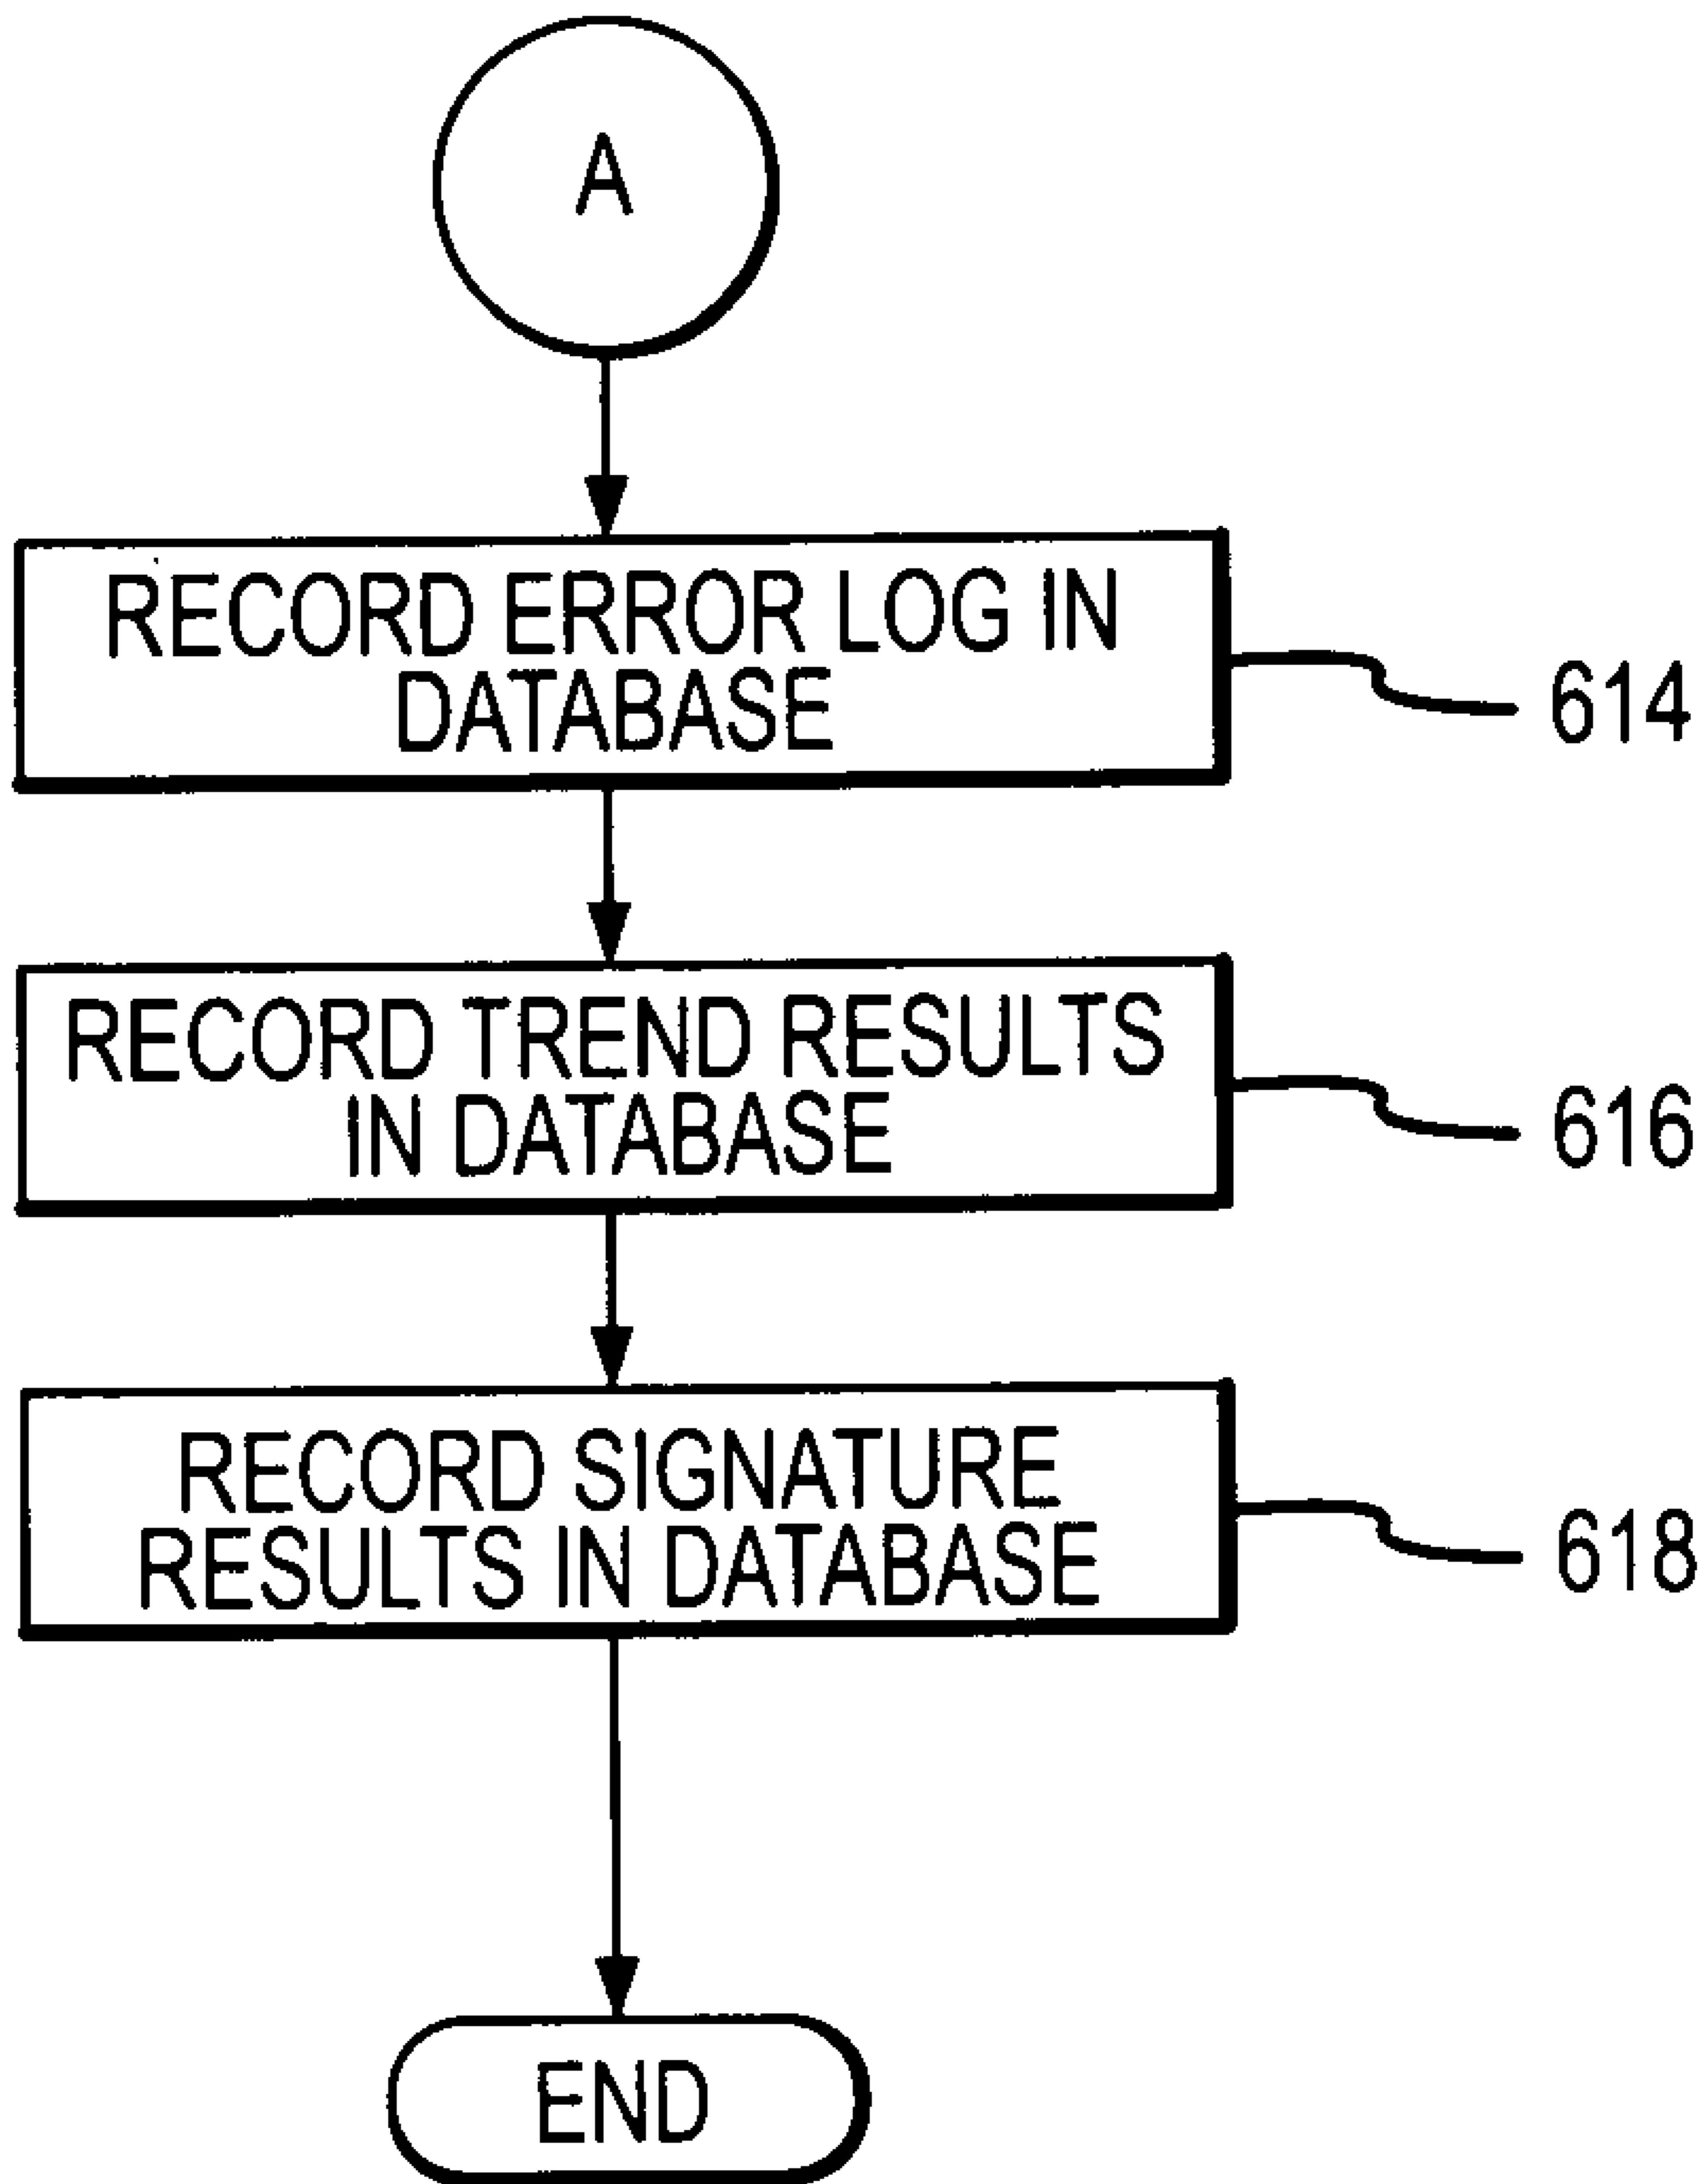 A
RECORD ERROR LOG IN
DATABASE
614
RECORD TREND RESULTS
IN DATABASE
616
RECORD SIGNATURE
RESULTS IN DATABASE
618
END